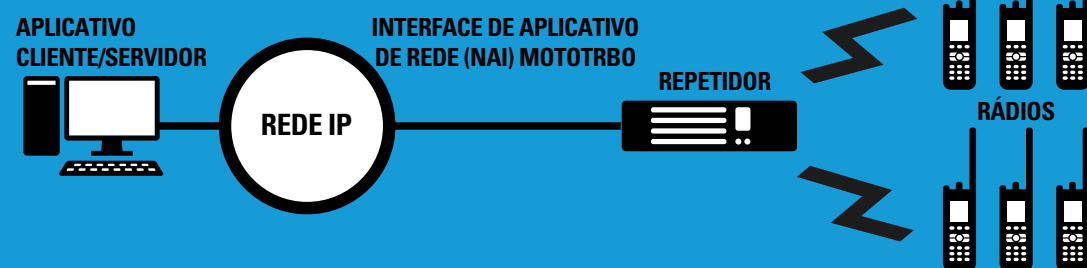 APLICATIVO
CLIENTE/SERVIDOR
REDE IP
INTERFACE DE APLICATIVO
DE REDE (NAI) MOTOTRBO
REPETIDOR
RÁDIOS